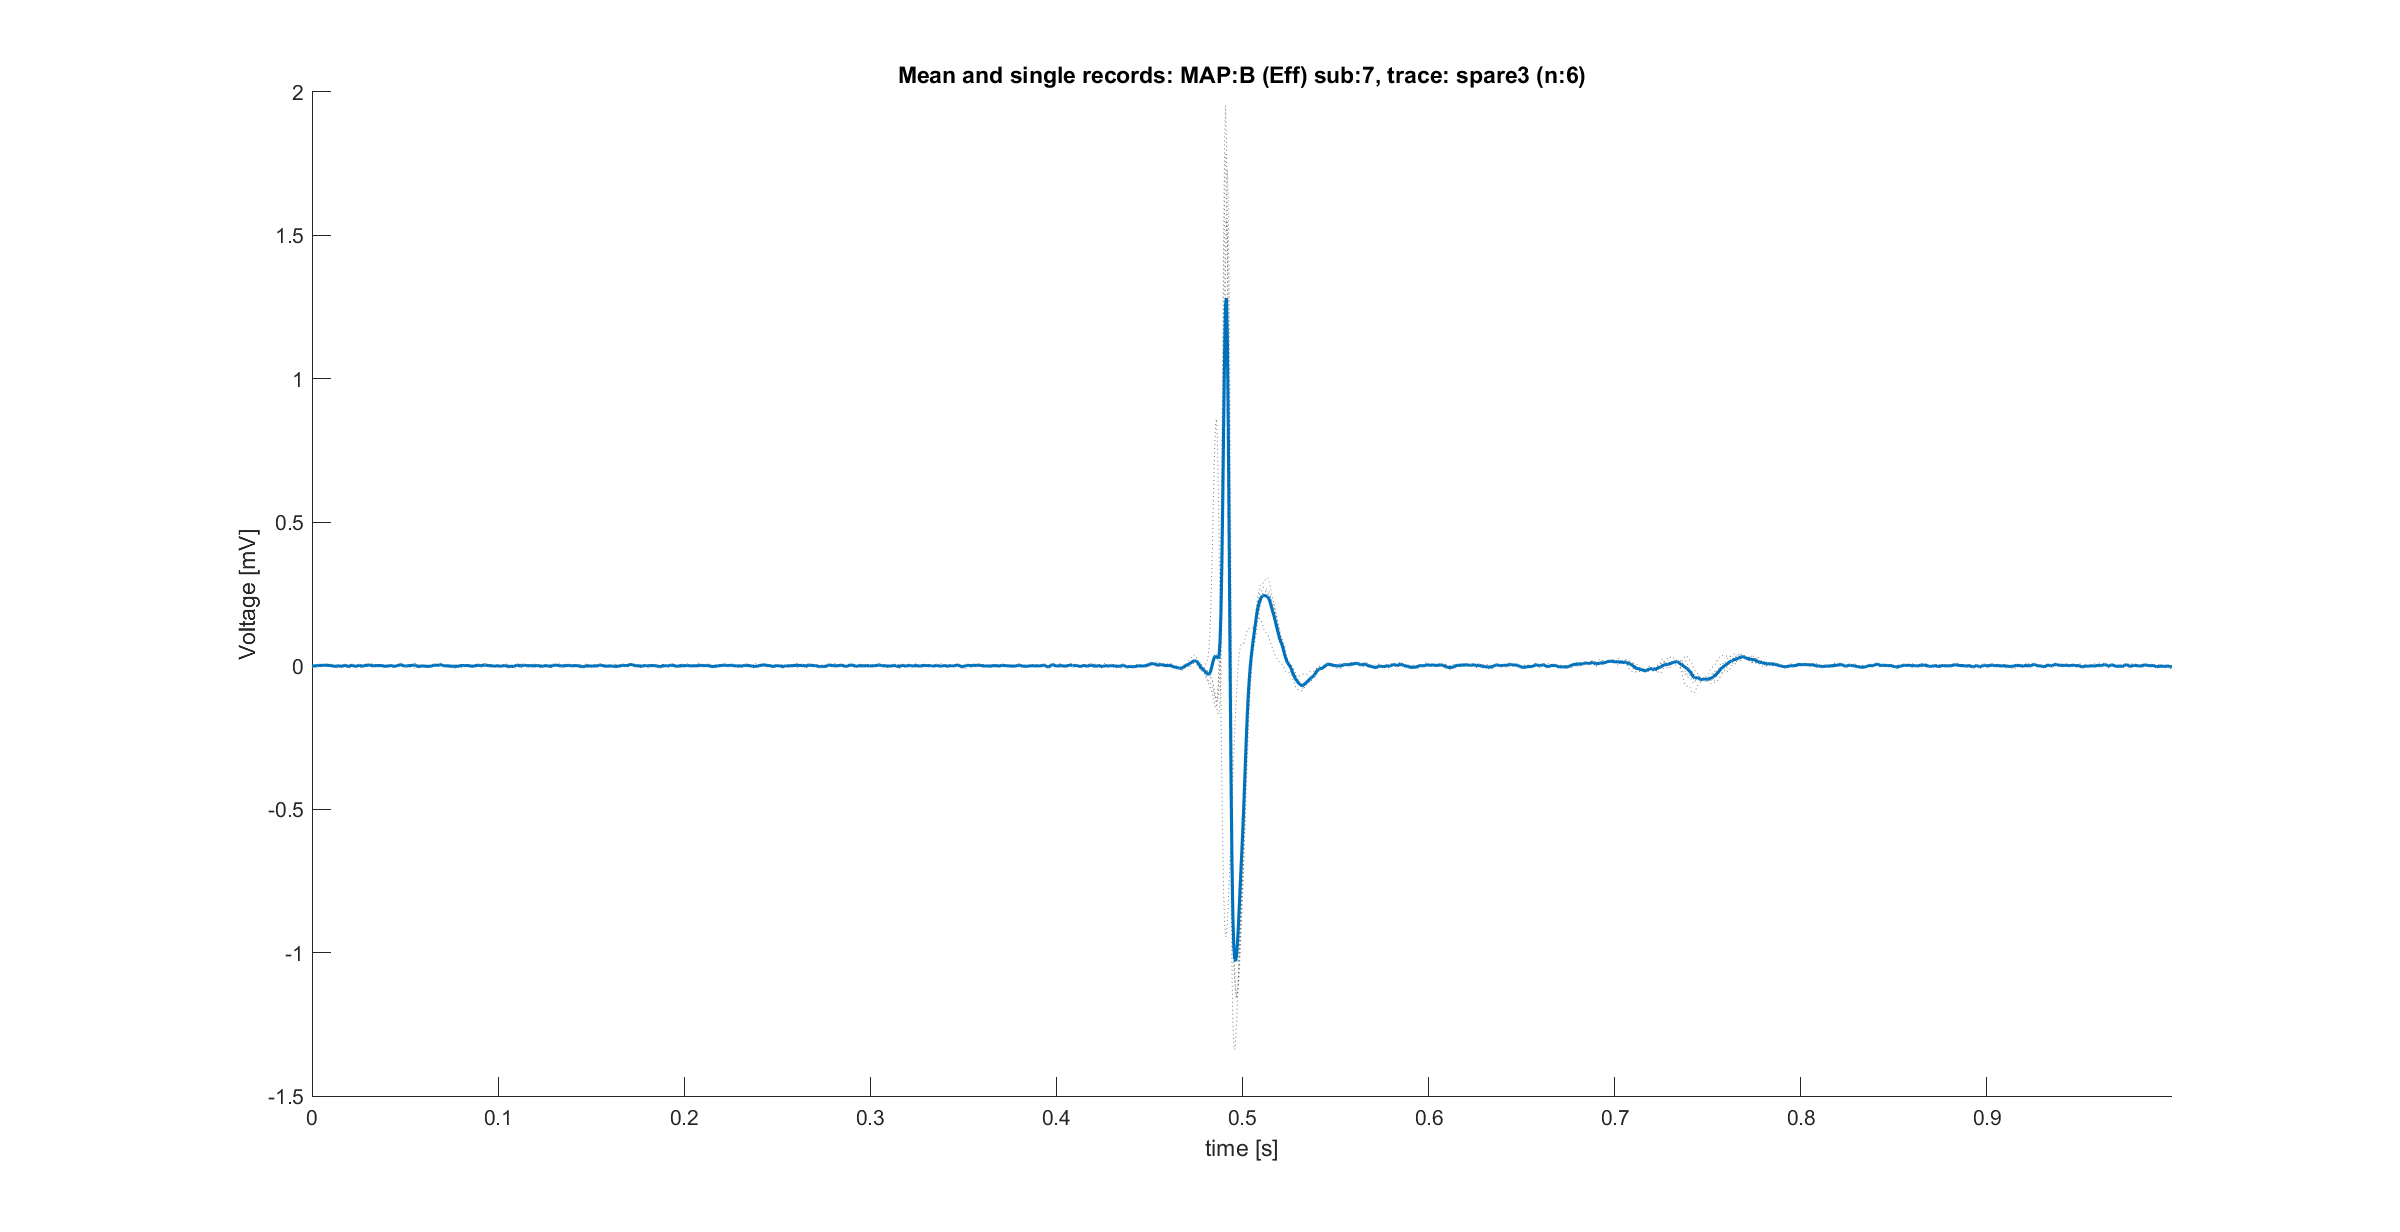 Mean and single records: MAP:B (Eff) sub:7, trace: spare3 (n:6)
2
1.5
1
0.5
0
-0.5
-1
-1.5
Voltage [mV]
0 0.1 0.2 0.3 0.4 0.5 0.6 0.7 0.8 0.9
time [s]